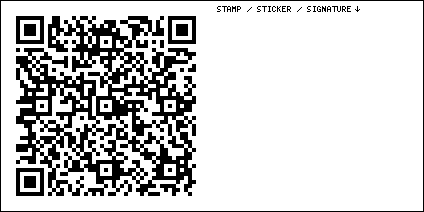 STAMP / STICKER / SIGNATURE ↓